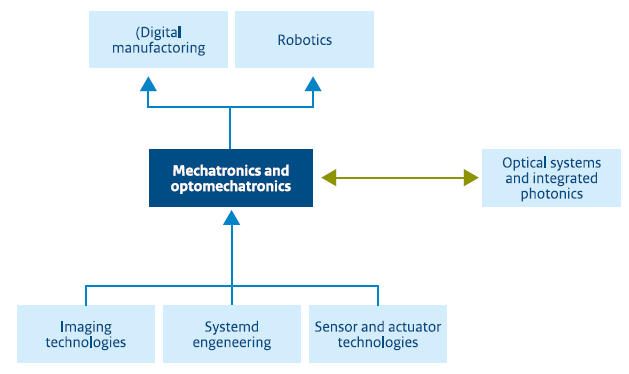 (Digital
manufactoring
Robotics
Mechatronics and
optomechatronics
Optical systems
and integrated
photonics
Imaging
technologies
Systemd
engeneering
Sensor and actuator
technologies